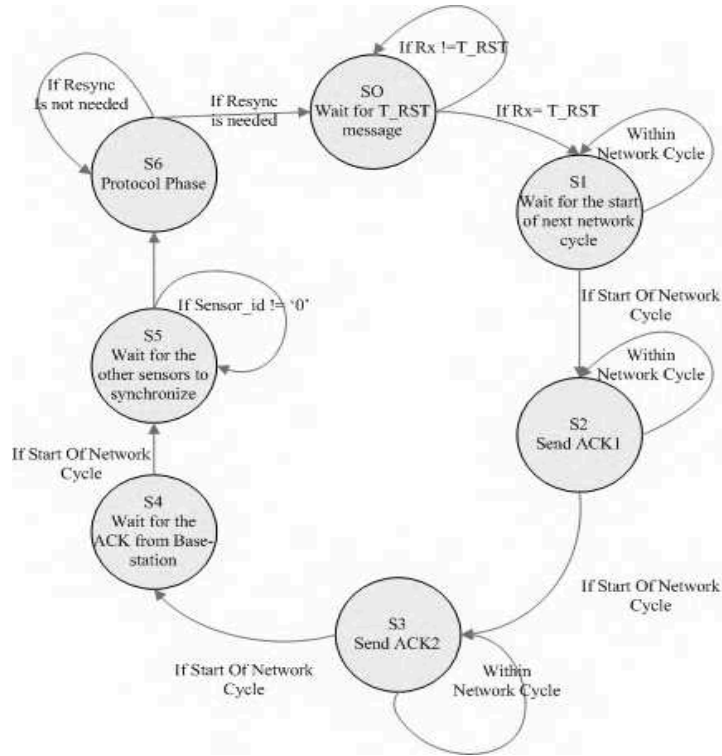 If Rx !=T_RST
SO
Wait for T_RST
message
If Resync
is needed
If Resync
Is not needed
If Rx= T_RST
Within
Network Cycle
S6
Protocol Phase
S1
Wait for the start
of next network
cycle
If Start Of Network
Cycle
If Sensor_id != ‘0’
S5
Wait for the
other sensors to
synchronize
Within
Network Cycle
S2
Send ACK1
If Start Of Network
Cycle
S4
Wait for the
ACK from Base-
station
If Start Of Network
Cycle
S3
Send ACK2
If Start Of Network
Cycle
Within
Network Cycle